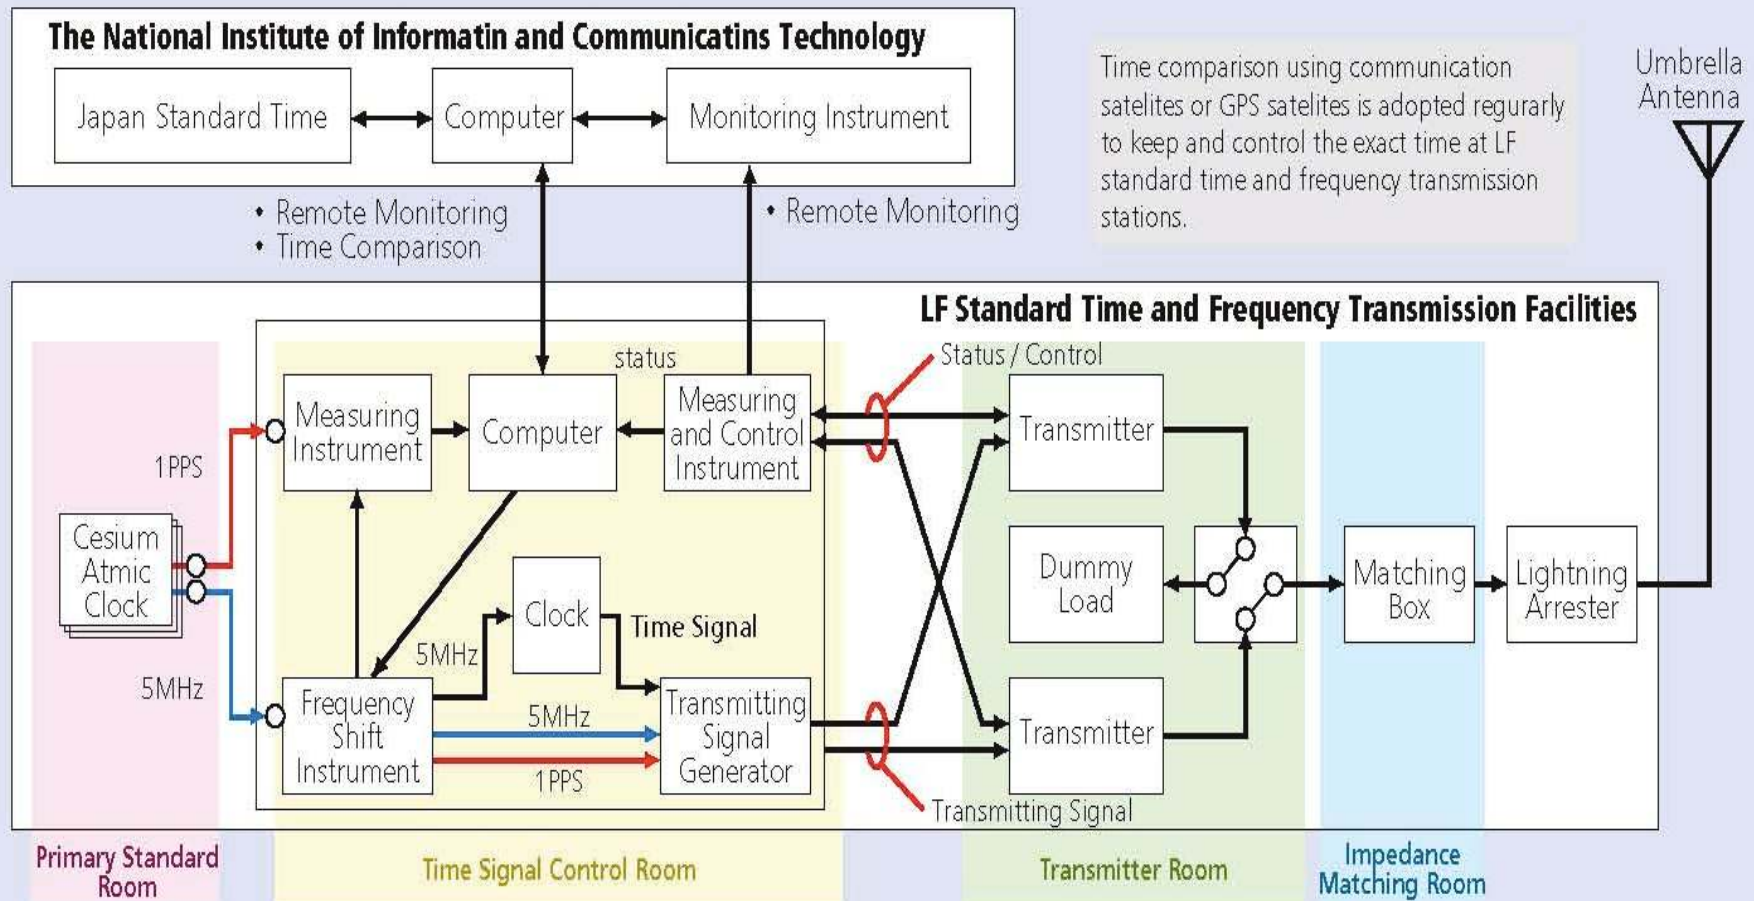 The National Institute of Informatin and Communicatins Technology
Japan Standard Time
Computer
Monitoring Instrument
Time comparison using communication
satelites or GPS satelites is adopted regurarly
to keep and control the exact time at LF
standard time and frequency transmission
stations.
Umbrella
Antenna
• Remote Monitoring
• Time Comparison
• Remote Monitoring
LF Standard Time and Frequency Transmission Facilities
status
Status / Control
Measuring
Instrument
Computer
Measuring
and Control
Instrument
Transmitter
1PPS
Cesium
Atmic
Clock
5MHz
Clock
Time Signal
5MHz
Dummy
Load
Matching
Box
Lightning
Arrester
Frequency
Shift
Instrument
5MHz
1PPS
Transmitting
Signal
Generator
Transmitter
Transmitting Signal
Primary Standard
Room
Time Signal Control Room
Transmitter Room
Impedance
Matching Room